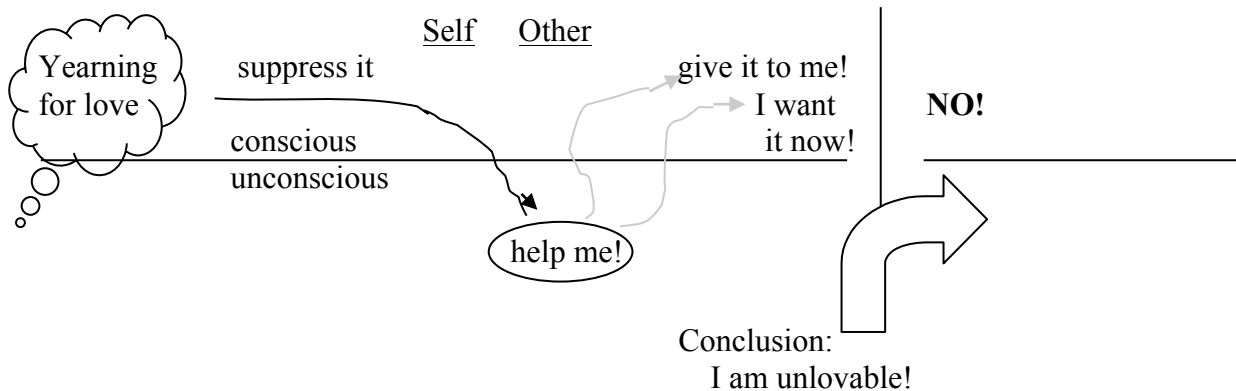 Self Other
Yearning
for love
suppress it
give it to me!
I want
it now!
NO!
conscious
unconscious
help me!
Conclusion:
I am unlovable!